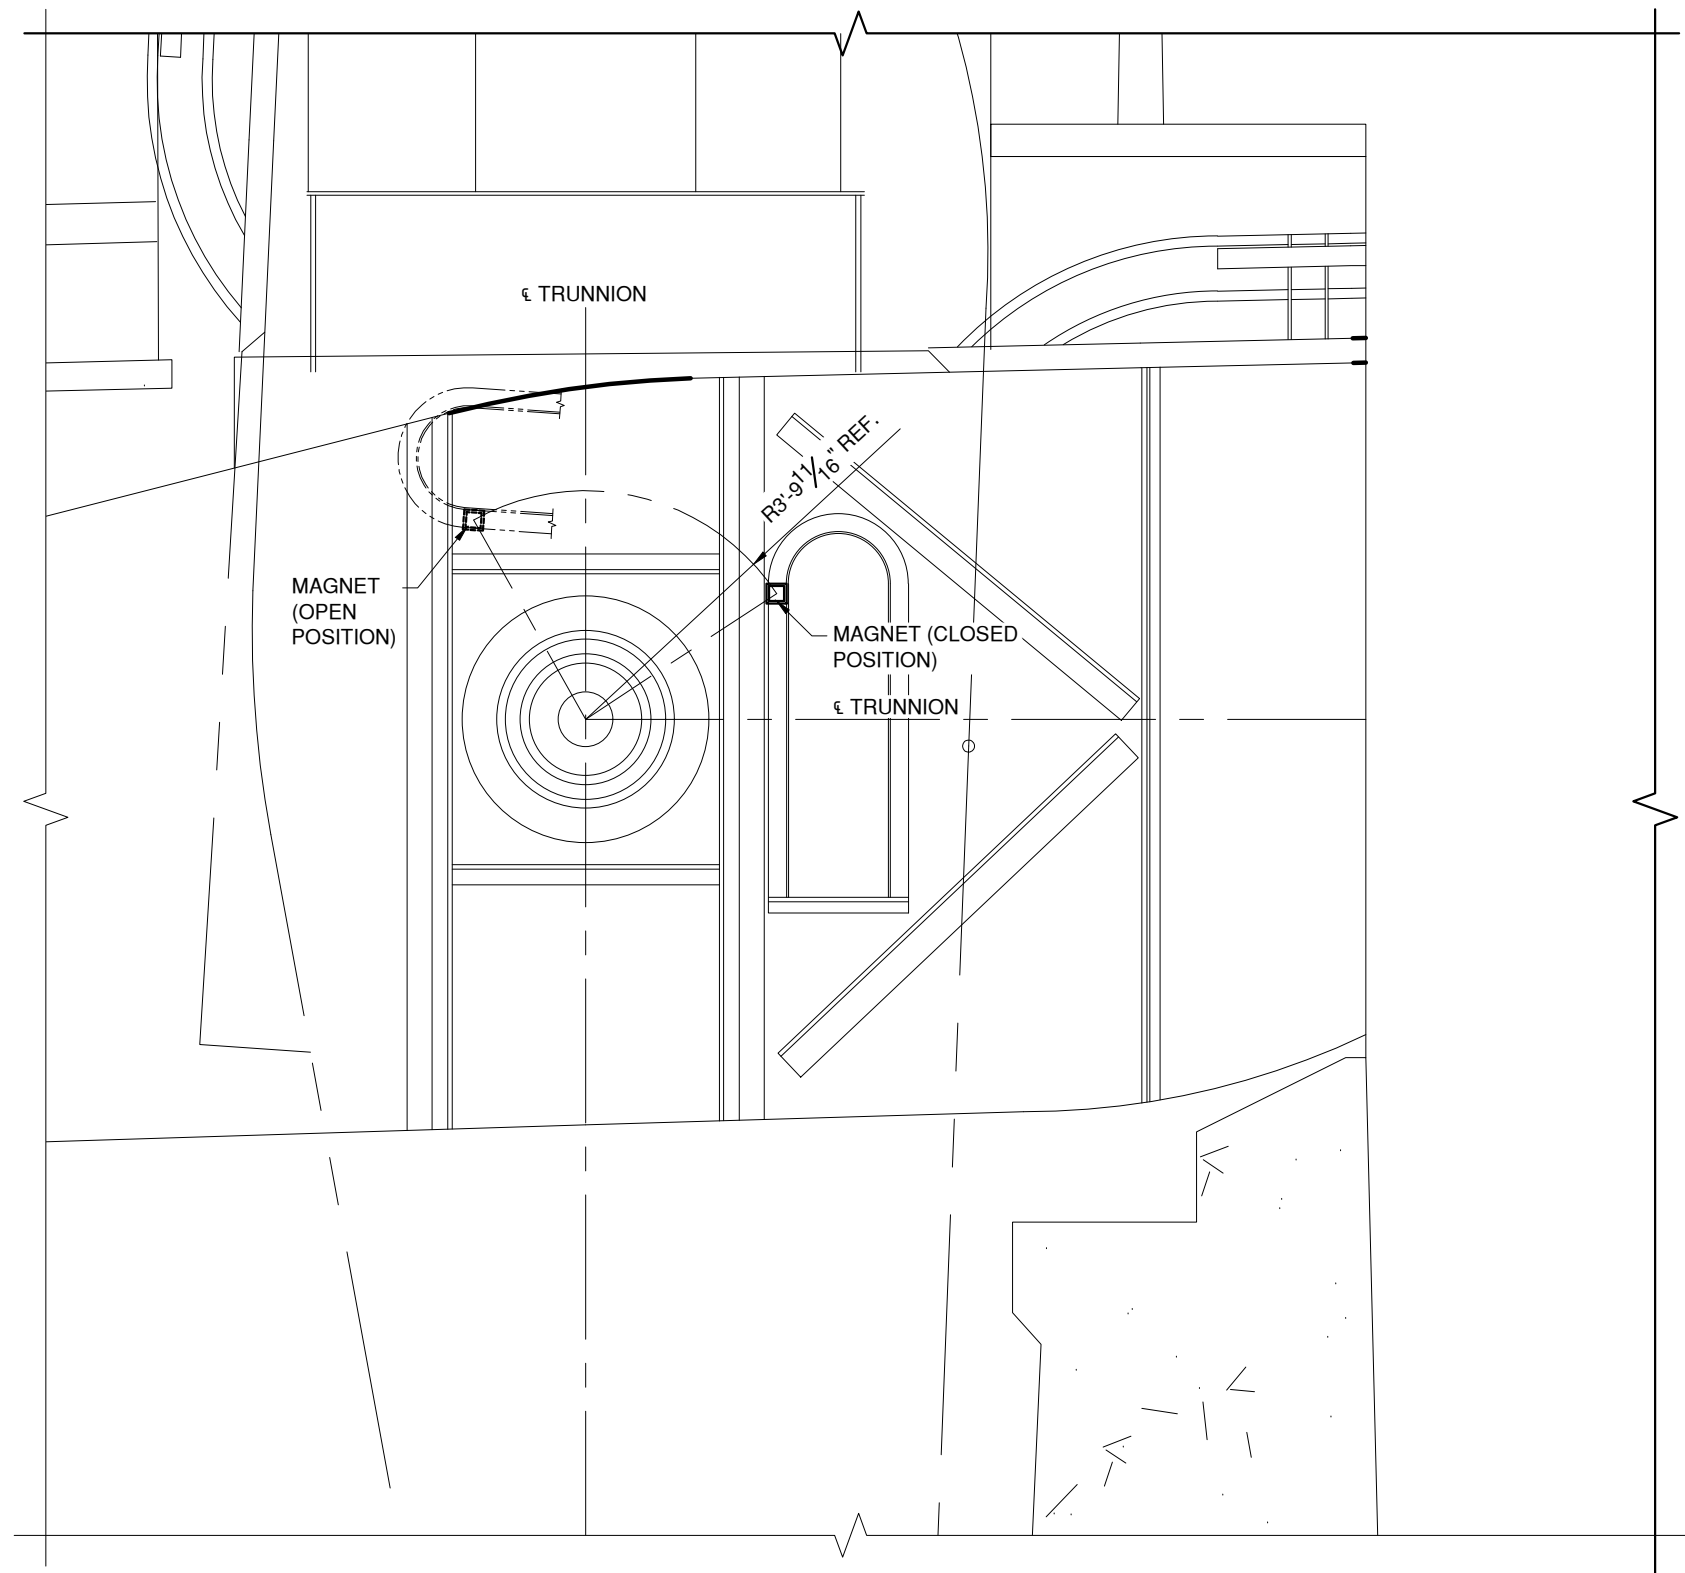 ℄ TRUNNION
R3'-9 11/16" REF.
MAGNET
(OPEN
POSITION)
MAGNET (CLOSED
POSITION)
℄ TRUNNION